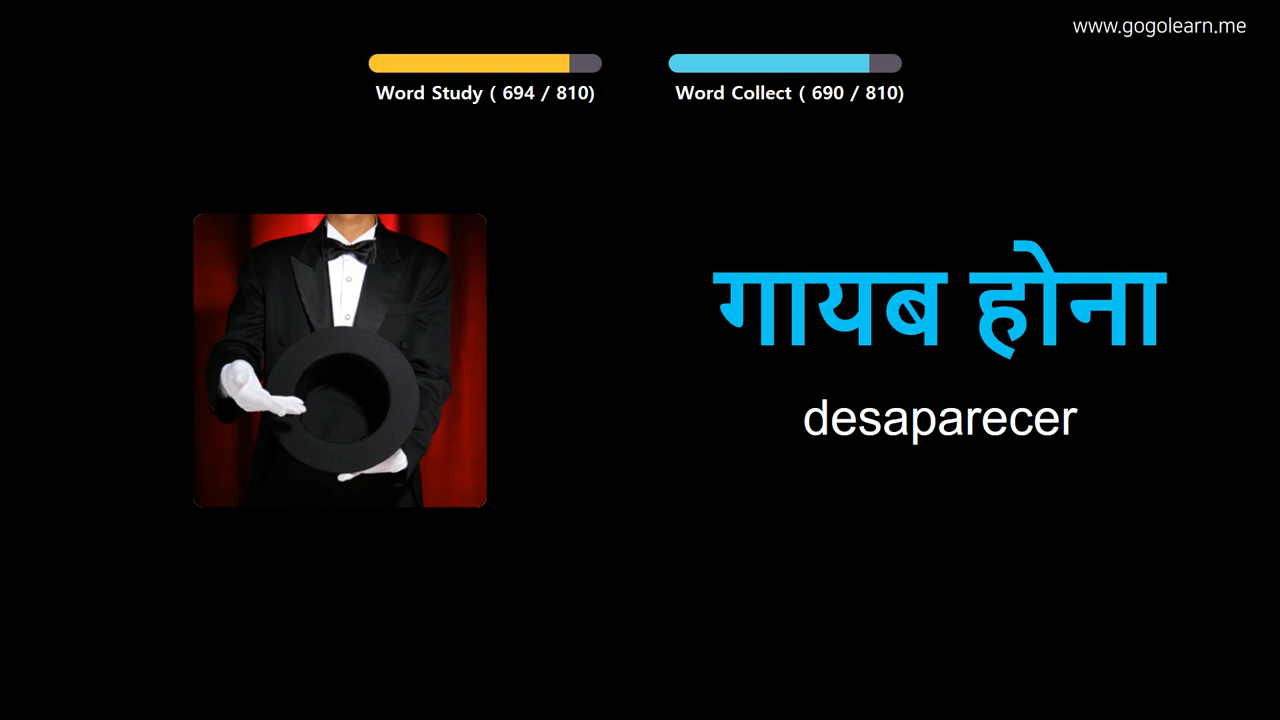 www.gogolearn.me
Word Study ( 694 / 810)
Word Collect ( 690 / 810)
गायब होना
desaparecer